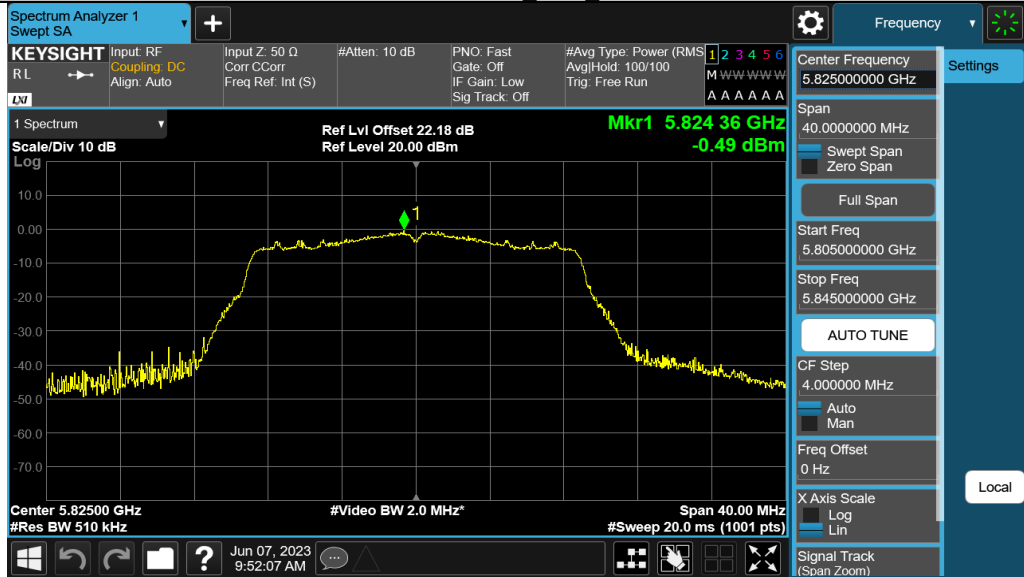 Spectrum Analyzer 1
Swept SA
+
Frequency
KEYSIGHT
R L
LXI
Input: RF
Coupling: DC
Align: Auto
Input Z: 50 Ω
Corr CCorr
Freq Ref: Int (S)
#Atten: 10 dB
PNO: Fast
Gate: Off
IF Gain: Low
Sig Track: Off
#Avg Type: Power (RMS
Avg|Hold: 100/100
Trig: Free Run
1 2 3 4 5 6
M W W W W W
A A A A A A
1 Spectrum
Scale/Div 10 dB
Log
Ref Lvl Offset 22.18 dB
Ref Level 20.00 dBm
Mkr1 5.824 36 GHz
-0.49 dBm
1
10.0
0.00
-10.0
-20.0
-30.0
-40.0
-50.0
-60.0
-70.0
Center 5.82500 GHz
#Res BW 510 kHz
#Video BW 2.0 MHz*
Span 40.00 MHz
#Sweep 20.0 ms (1001 pts)
Jun 07, 2023
9:52:07 AM
?
Center Frequency
5.825000000 GHz
Span
40.0000000 MHz
Swept Span
Zero Span
Full Span
Start Freq
5.805000000 GHz
Stop Freq
5.845000000 GHz
AUTO TUNE
CF Step
4.000000 MHz
Auto
Man
Freq Offset
0 Hz
X Axis Scale
Log
Lin
Signal Track
(Span Zoom)
Settings
Local